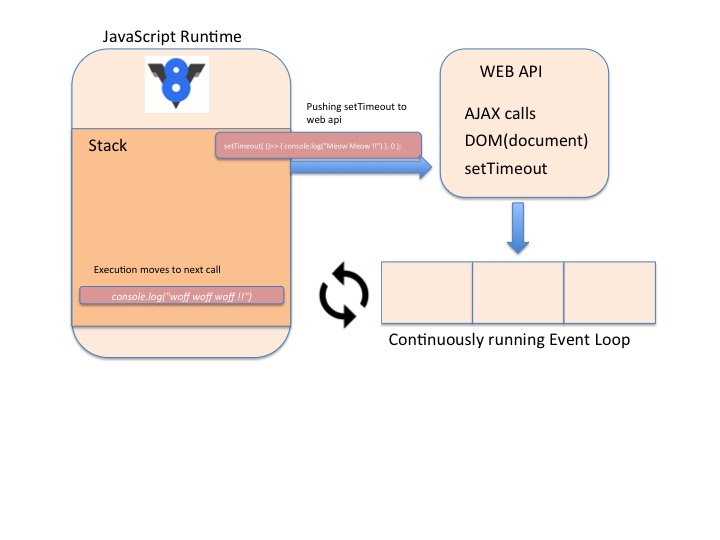 JavaScript Runtime
8
WEB API
Pushing setTimeout to
web api
AJAX calls
DOM(document)
setTimeout
Stack
setTimeout( ()=> { console.log("Meow Meow !!") }, 0 );
Execution moves to next call
console.log("woff woff woff !!")
Continuously running Event Loop